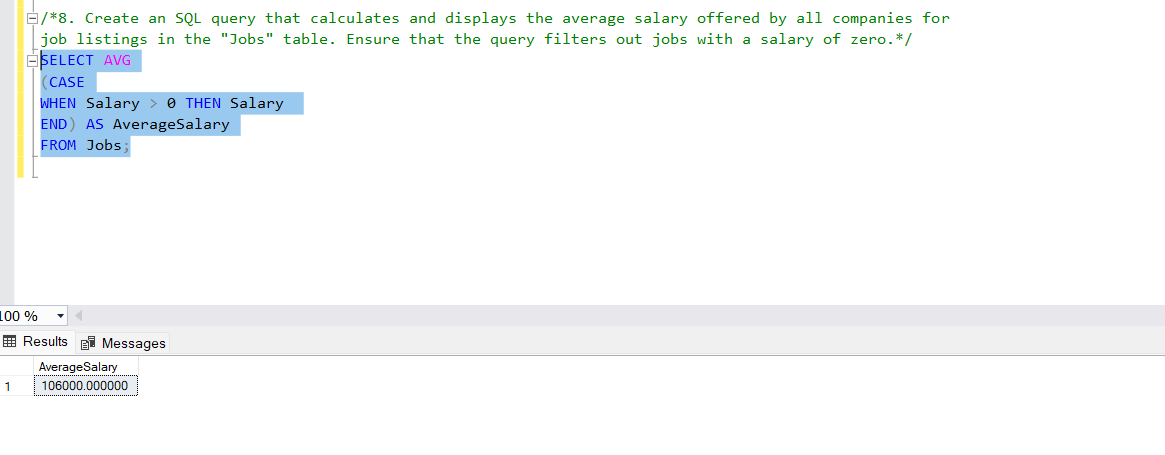 /*8. Create an SQL query that calculates and displays the average salary offered by all companies for
job listings in the "Jobs" table. Ensure that the query filters out jobs with a salary of zero.*/
SELECT AVG
(CASE
WHEN Salary > 0 THEN Salary
END) AS AverageSalary
FROM Jobs;
100 %
Results Messages
AverageSalary
1 106000.000000